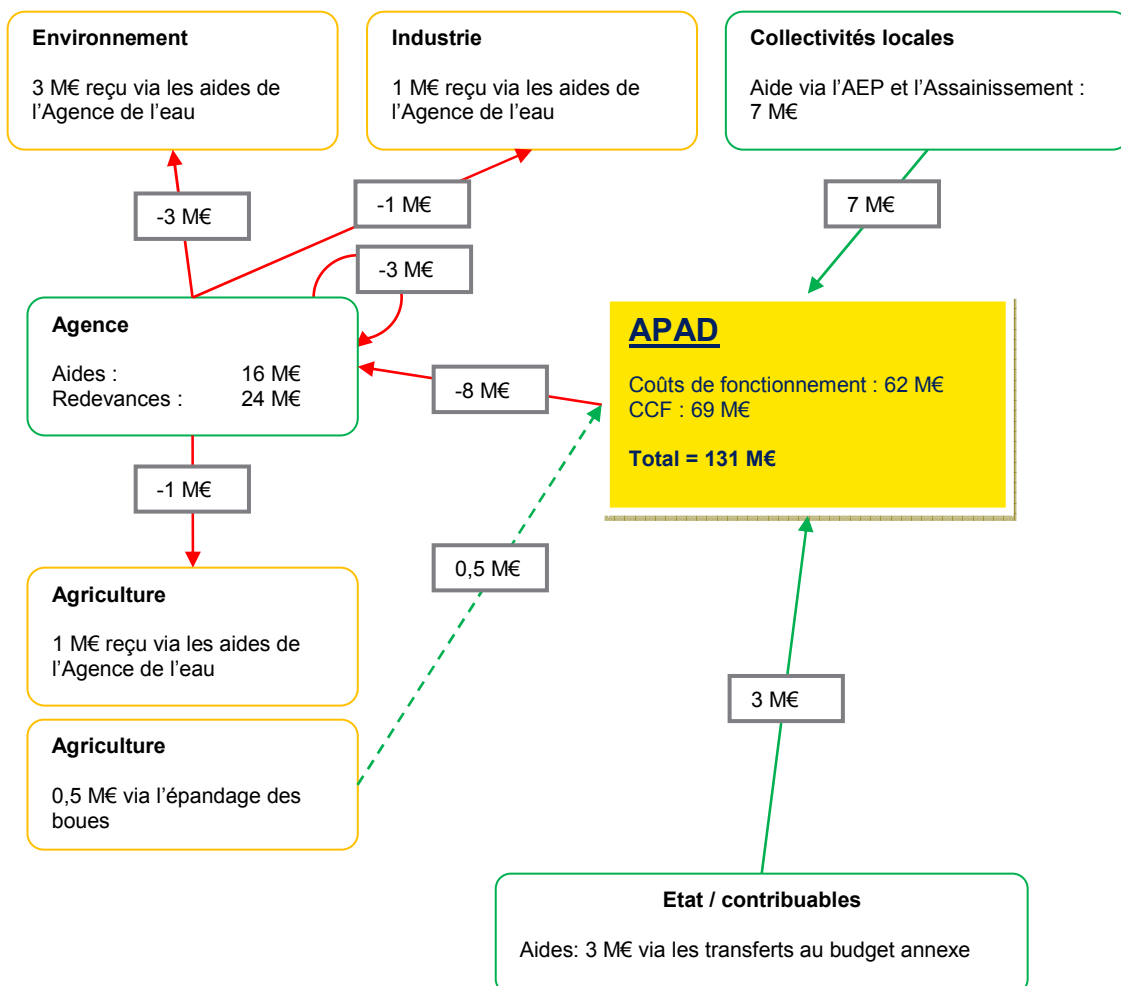 Environnement
3 M€ reçu via les aides de
l’Agence de l’eau
Industrie
1 M€ reçu via les aides de
l’Agence de l’eau
Collectivités locales
Aide via l’AEP et l’Assainissement :
7 M€
-3 M€
-1 M€
7 M€
-3 M€
Agence
Aides : 16 M€
Redevances : 24 M€
-8 M€
APAD
Coûts de fonctionnement : 62 M€
CCF : 69 M€
Total = 131 M€
-1 M€
0,5 M€
Agriculture
1 M€ reçu via les aides de
l’Agence de l’eau
3 M€
Agriculture
0,5 M€ via l’épandage des
boues
Etat / contribuables
Aides: 3 M€ via les transferts au budget annexe